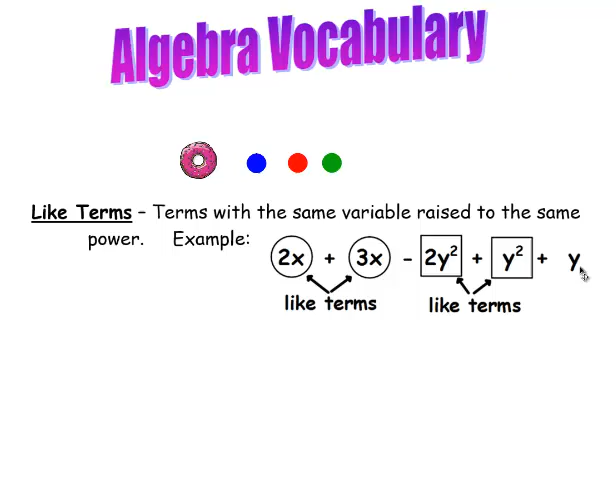 Algebra Vocabulary
Like Terms – Terms with the same variable raised to the same
power. Example:
2x + 3x - 2y² + y² + y
like terms like terms